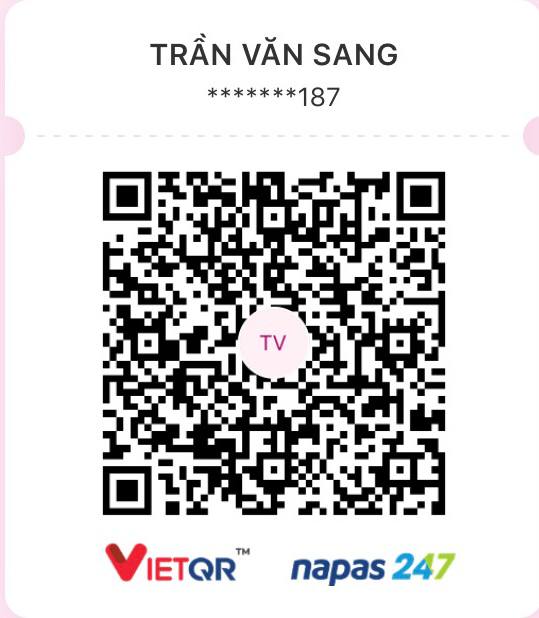 TRẦN VĂN SANG
*******187
TV
VIETQR™
napas 247